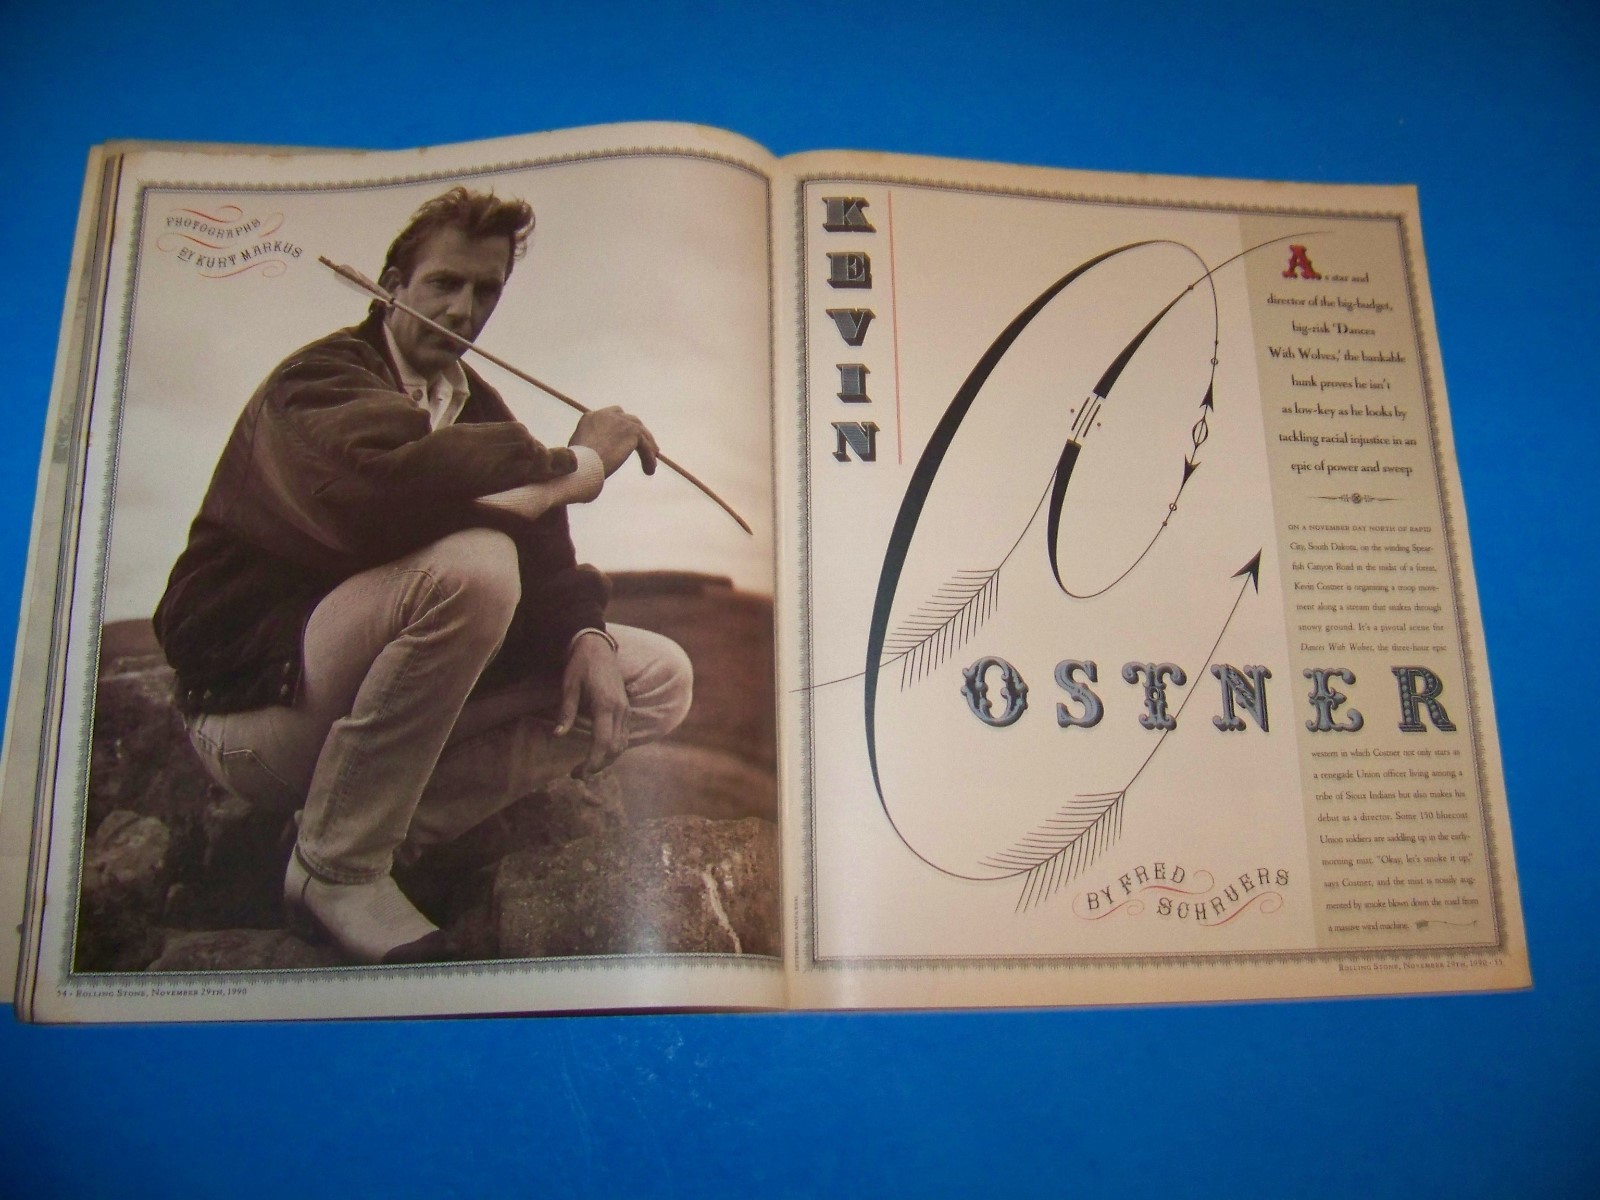 PHOTOGRAPHS
BY KURT MARKUS
54 · ROLLING STONE, NOVEMBER 29TH, 1990
KEVIN
C
OSTNER
BY FRED
SCHRUERS
As star and
director of the big-budget,
big-risk 'Dances
With Wolves,' the bankable
hunk proves he isn't
as low-key as he looks by
tackling racial injustice in an
epic of power and sweep
ON A NOVEMBER DAY NORTH OF RAPID
City, South Dakota, on the winding Spear-
fish Canyon Road in the midst of a forest,
Kevin Costner is organizing a troop move-
ment along a stream that snakes through
snowy ground. It's a pivotal scene for
Dances With Wolves, the three-hour epic
western in which Costner not only stars as
a renegade Union officer living among a
tribe of Sioux Indians but also makes his
debut as a director. Some 150 bluecoat
Union soldiers are saddling up in the early-
morning mist. "Okay, let's smoke it up,"
says Costner, and the mist is noisily aug-
mented by smoke blown down the road from
a massive wind machine.
ROLLING STONE, NOVEMBER 29TH, 1990 · 55